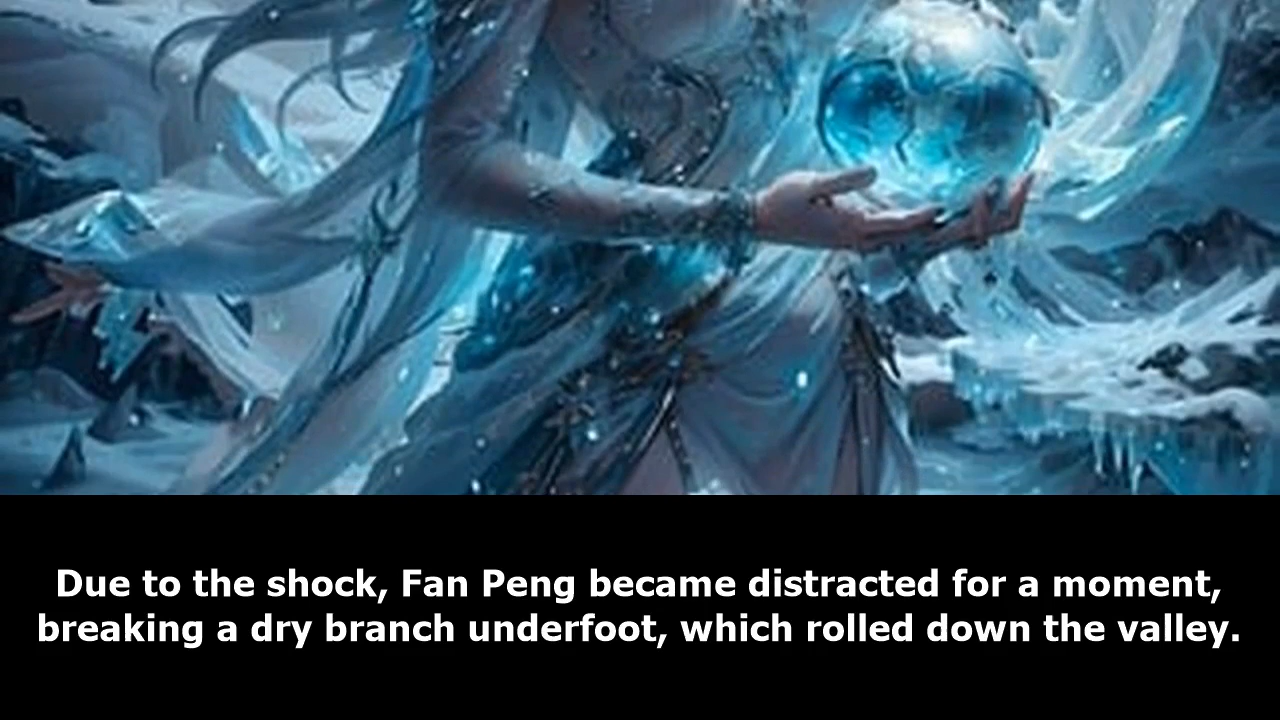 Due to the shock, Fan Peng became distracted for a moment,
breaking a dry branch underfoot, which rolled down the valley.